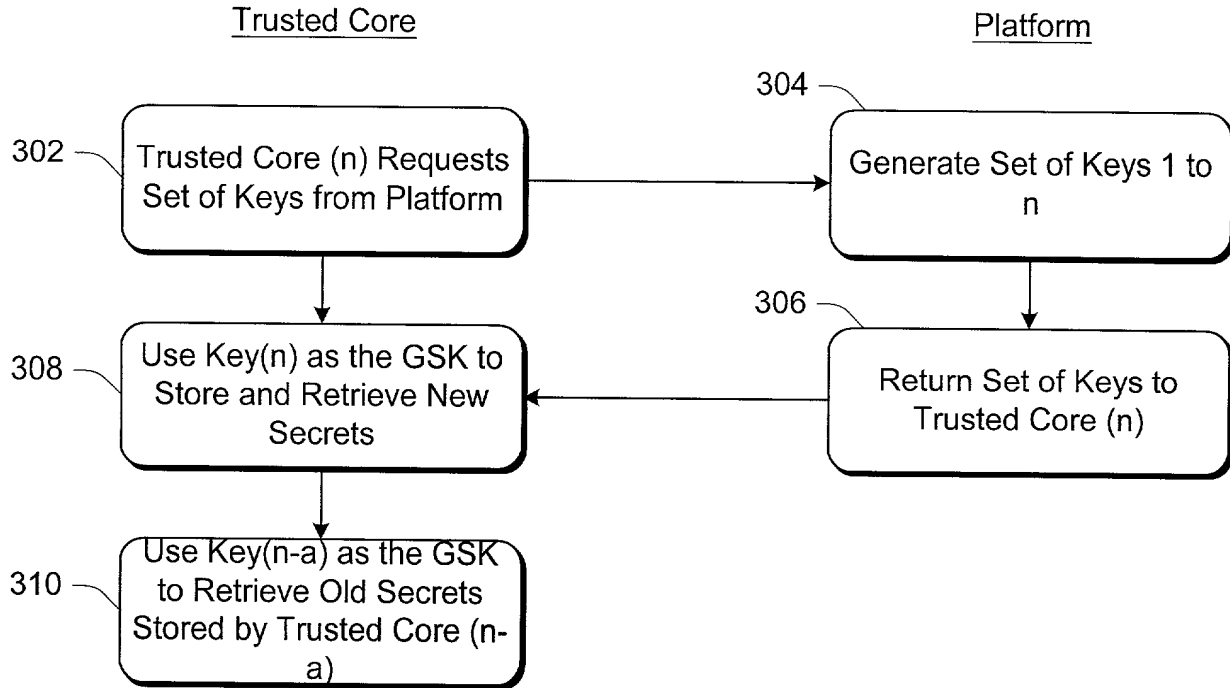 Trusted Core
Platform
302
Trusted Core (n) Requests
Set of Keys from Platform
304
Generate Set of Keys 1 to
n
306
Return Set of Keys to
Trusted Core (n)
308
Use Key(n) as the GSK to
Store and Retrieve New
Secrets
310
Use Key(n-a) as the GSK
to Retrieve Old Secrets
Stored by Trusted Core (n-
a)